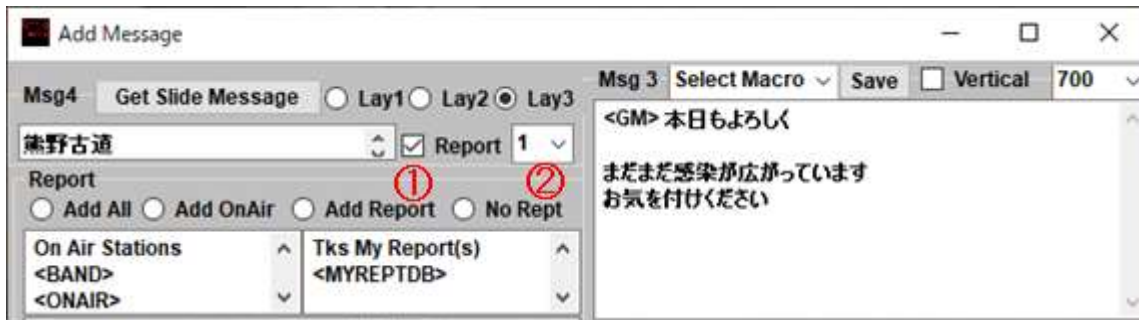 Add Message
Msg4 Get Slide Message Lay1 Lay2 Lay3
熊野古道 Report 1
① ②
Report
Add All Add OnAir Add Report No Rept
On Air Stations
<BAND>
<ONAIR>
Tks My Report(s)
<MYREPTDB>
Msg 3 Select Macro Save Vertical 700
<GM> 本日もよろしく
まだまだ感染が広がっています
お気を付けください